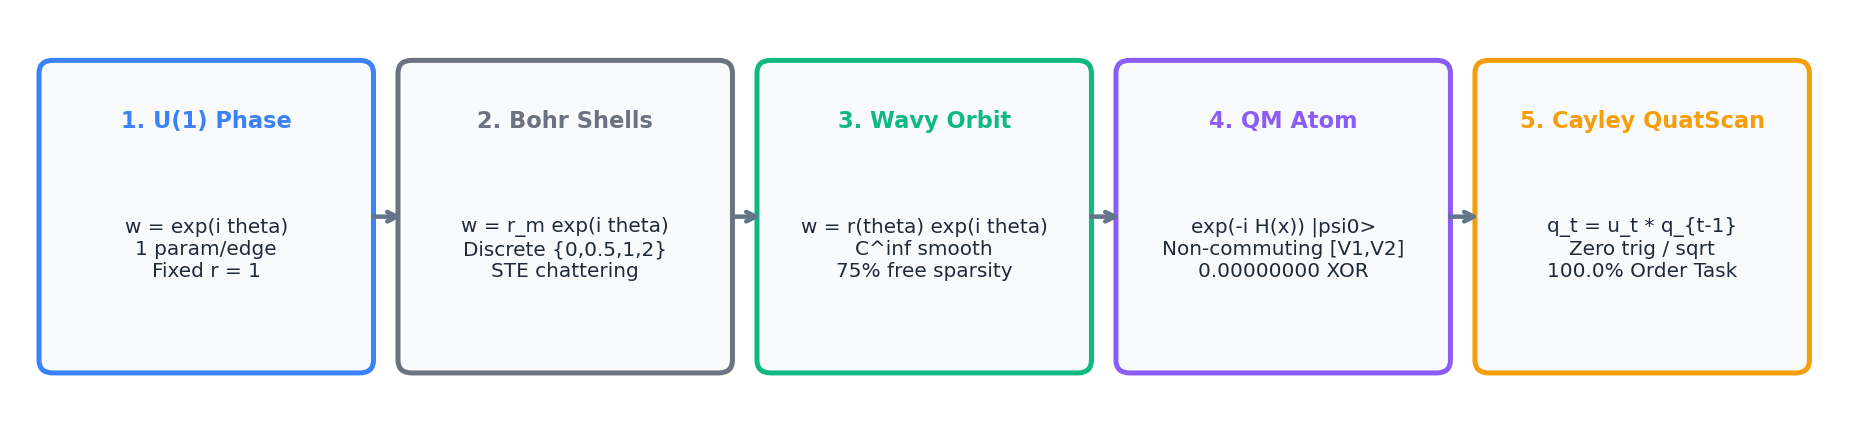 1. U(1) Phase
w = exp(i theta)
1 param/edge
Fixed r = 1
2. Bohr Shells
w = r_m exp(i theta)
Discrete {0,0.5,1,2}
STE chattering
3. Wavy Orbit
w = r(theta) exp(i theta)
C^inf smooth
75% free sparsity
4. QM Atom
exp(-i H(x)) |psi0>
Non-commuting [V1,V2]
0.00000000 XOR
5. Cayley QuatScan
q_t = u_t * q_{t-1}
Zero trig / sqrt
100.0% Order Task